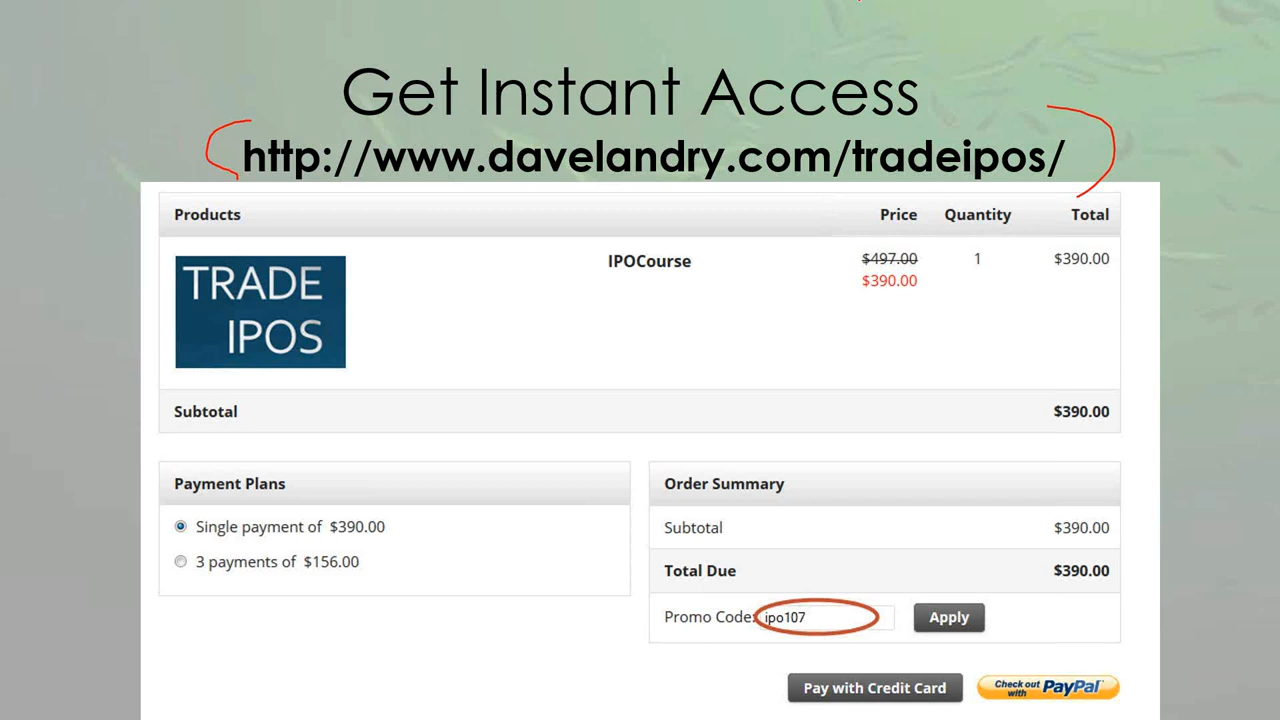 Get Instant Access
http://www.davelandry.com/tradeipos/
Products Price Quantity Total
TRADE
IPOS
IPOCourse $497.00 1 $390.00
$390.00
Subtotal $390.00
Payment Plans
Single payment of $390.00
3 payments of $156.00
Order Summary
Subtotal $390.00
Total Due $390.00
Promo Code: ipo107 Apply
Pay with Credit Card
Check out with PayPal